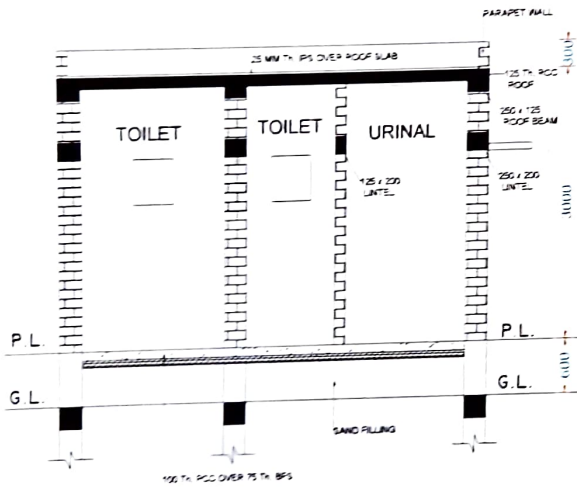 PARAPET WALL
25 MM TH. IPS OVER ROOF SLAB
125 TH. RCC
ROOF
250 x 125
ROOF BEAM
TOILET
TOILET
URINAL
125 x 200
LINTEL
250 x 200
LINTEL
3000
P.L.
P.L.
600
G.L.
G.L.
SAND FILLING
100 TH. PCC OVER 75 TH. BFS